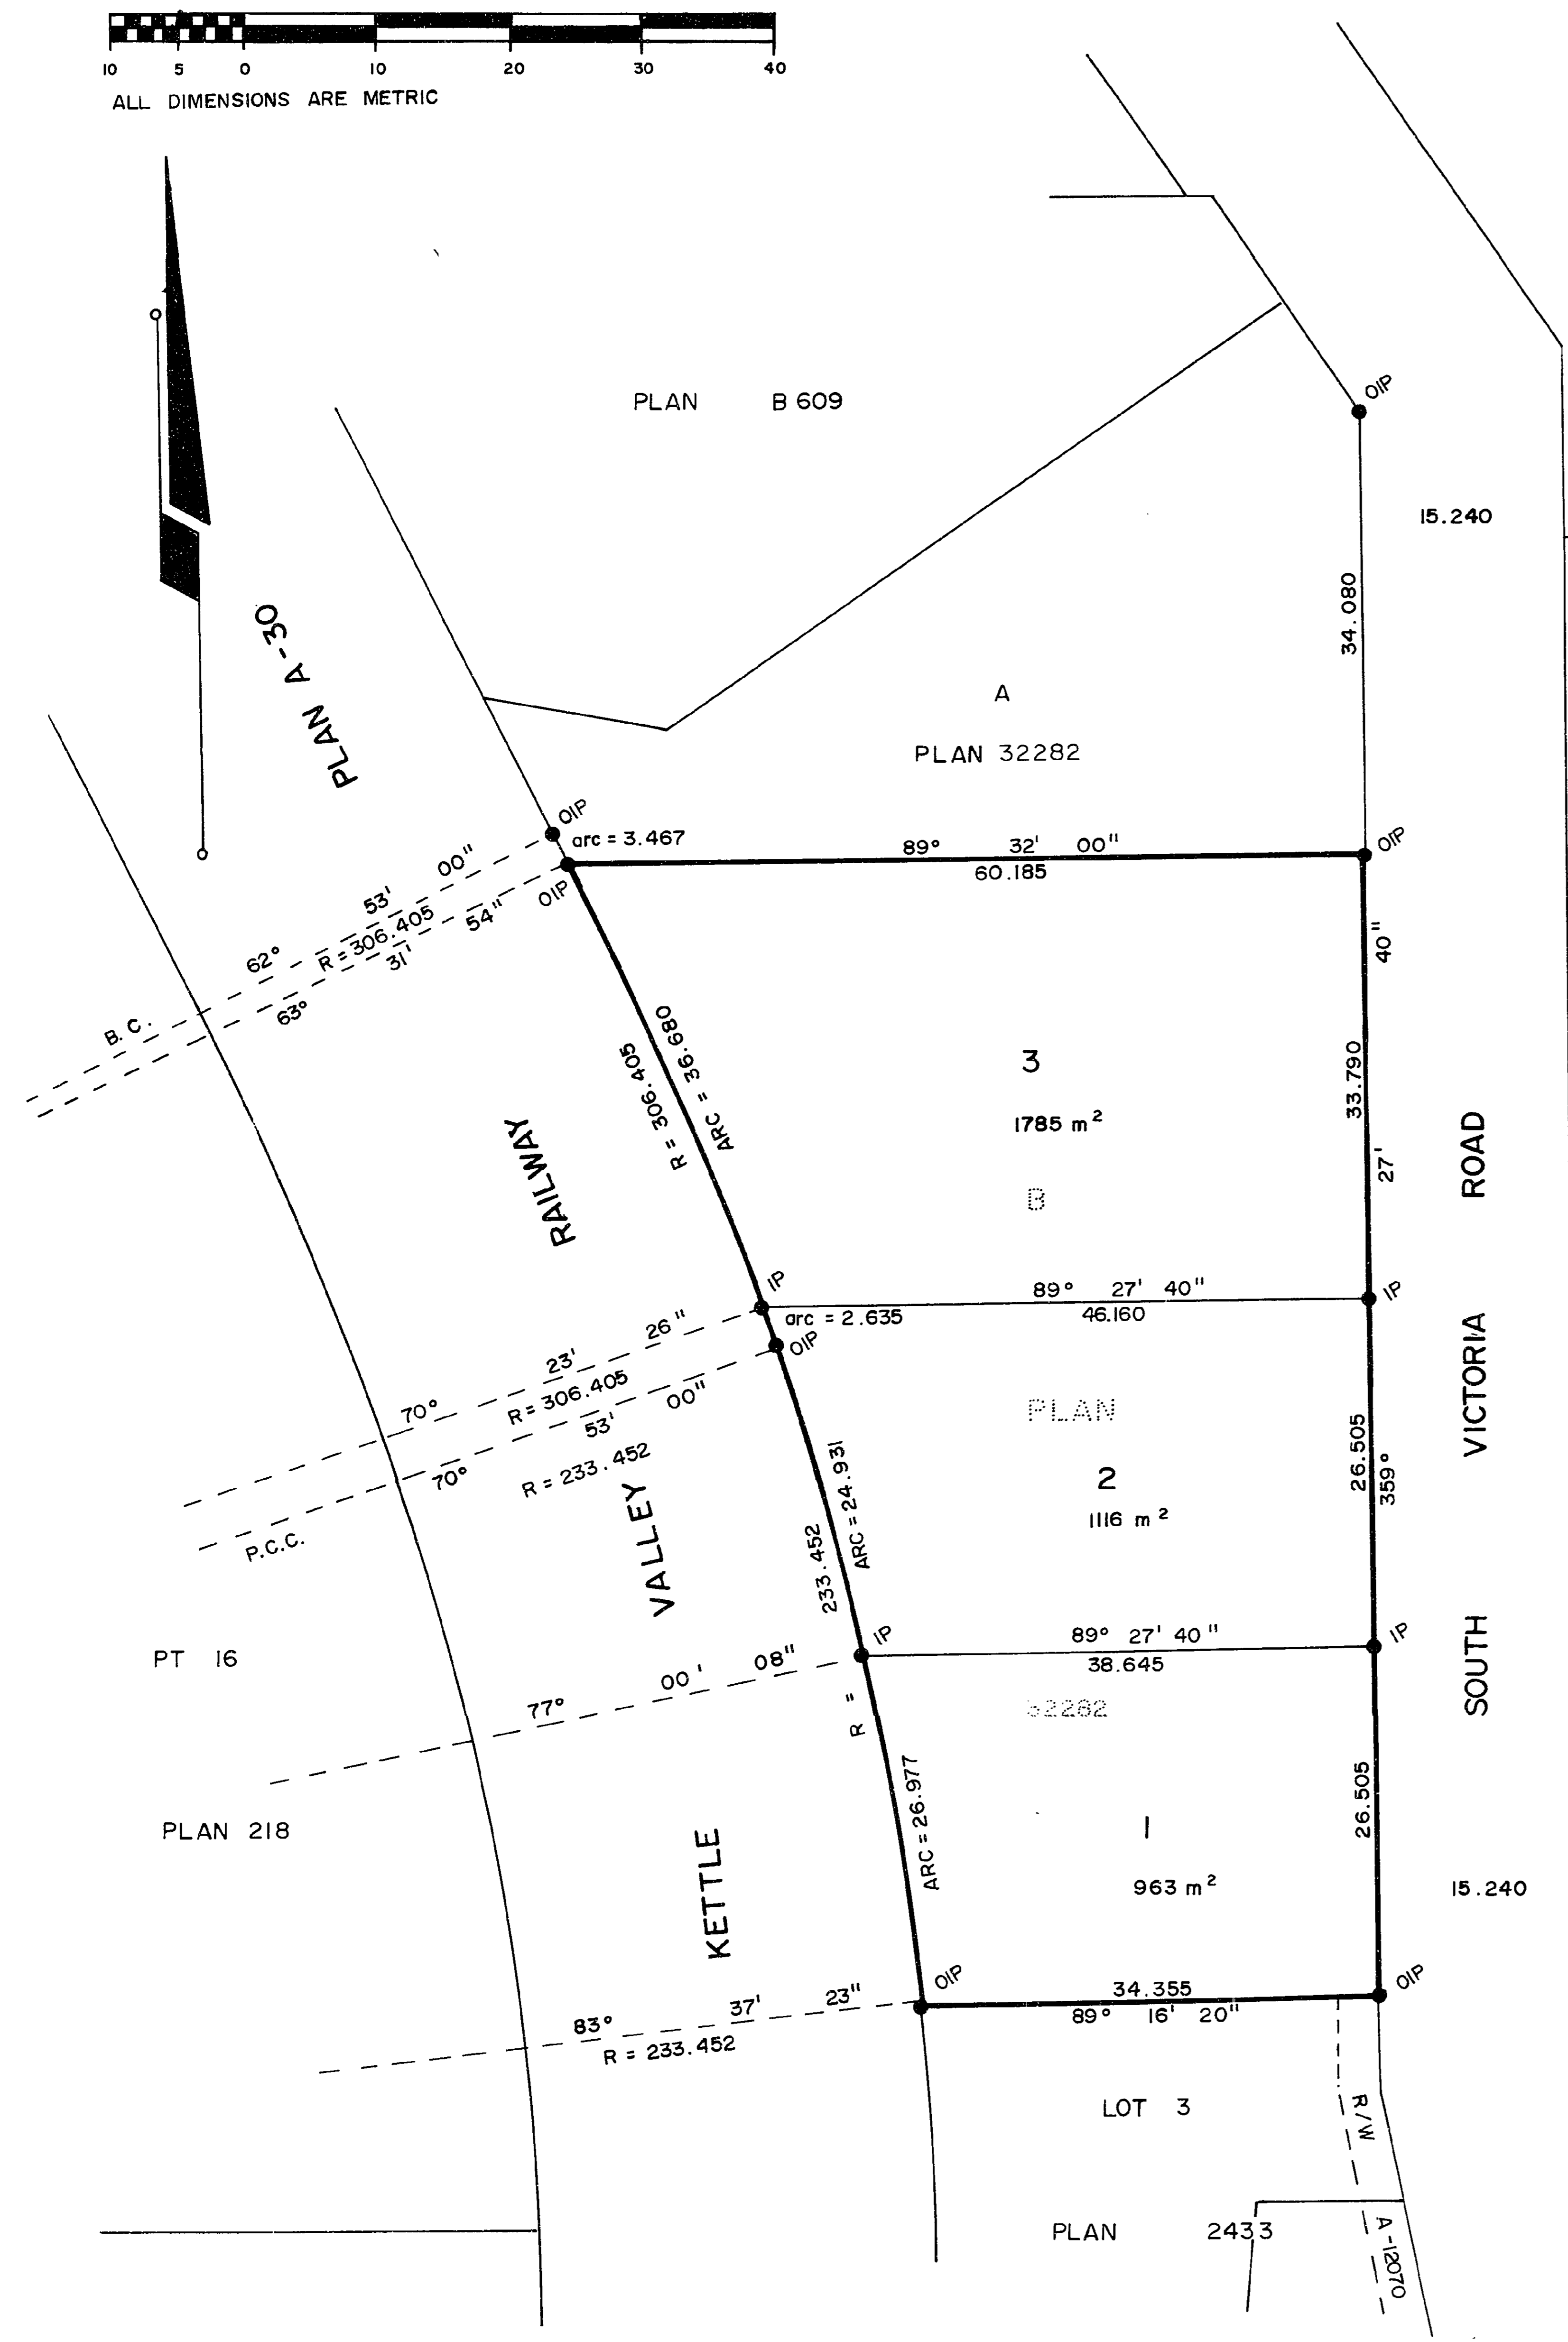 10 5 0 10 20 30 40
ALL DIMENSIONS ARE METRIC
PLAN B 609
OIP
15.240
34.080
PLAN A-30
A
PLAN 32282
OIP
arc = 3.467
OIP
89° 32' 00"
60.185
OIP
62° 53' 00"
R = 306.405
63° 31' 54"
B.C.
40"
R = 306.405
ARC = 36.680
3
1785 m²
B
33.790
27'
RAILWAY
ROAD
IP
89° 27' 40"
46.160
IP
arc = 2.635
OIP
70° 23' 26"
R = 306.405
70° 53' 00"
R = 233.452
P.C.C.
PLAN
2
1116 m²
26.505
359°
VICTORIA
VALLEY
233.452
ARC = 24.931
IP
89° 27' 40"
38.645
IP
PT 16
77° 00' 08"
R =
32282
SOUTH
ARC = 26.977
1
963 m²
26.505
15.240
PLAN 218
KETTLE
OIP
34.355
89° 16' 20"
OIP
83° 37' 23"
R = 233.452
LOT 3
R/W
PLAN 2433
A-12070